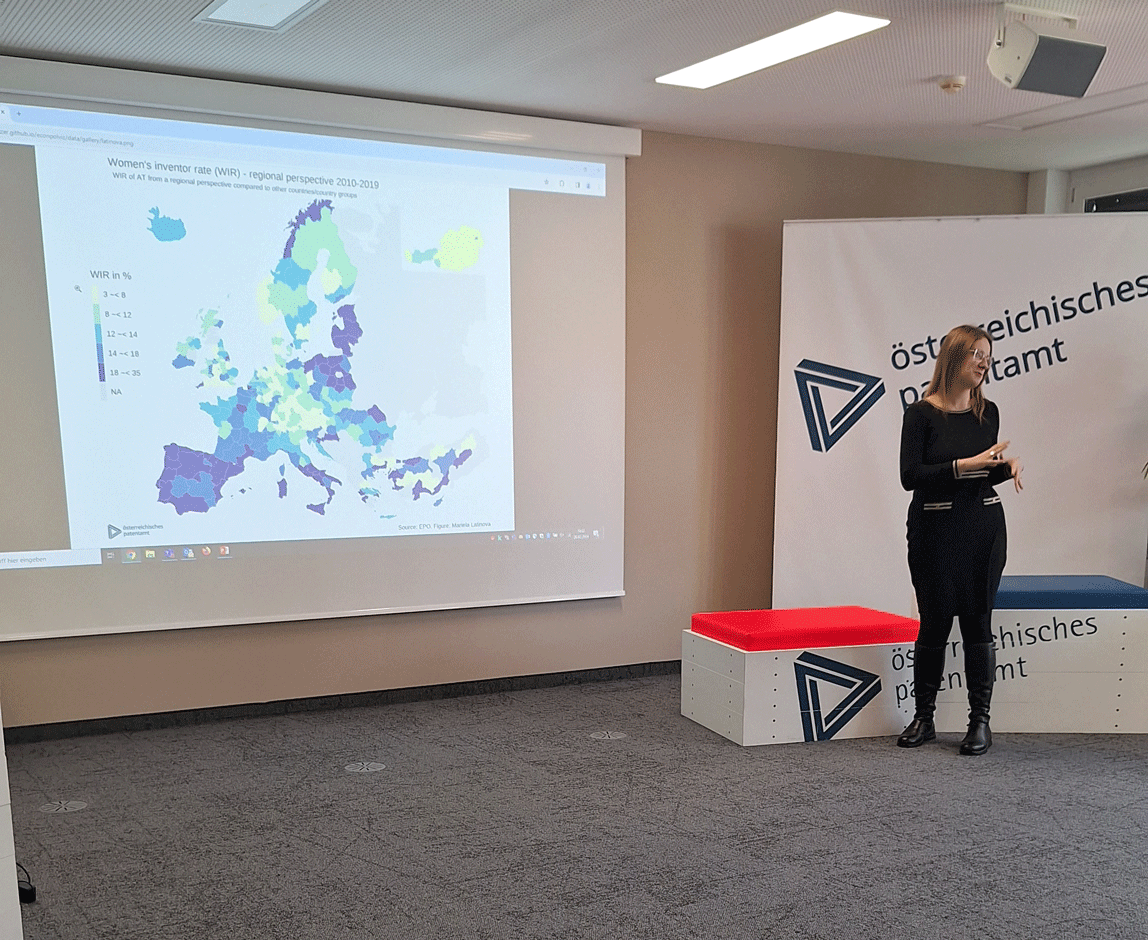 Women's inventor rate (WIR) - regional perspective 2010-2019
WIR of AT from a regional perspective compared to other countries/country groups
WIR in %
3 –< 8
8 –< 12
12 –< 14
14 –< 18
18 –< 35
NA
österreichisches
patentamt
Source: EPO. Figure:
hier eingeben
österreichisches
patentamt
österreichisches
patentamt